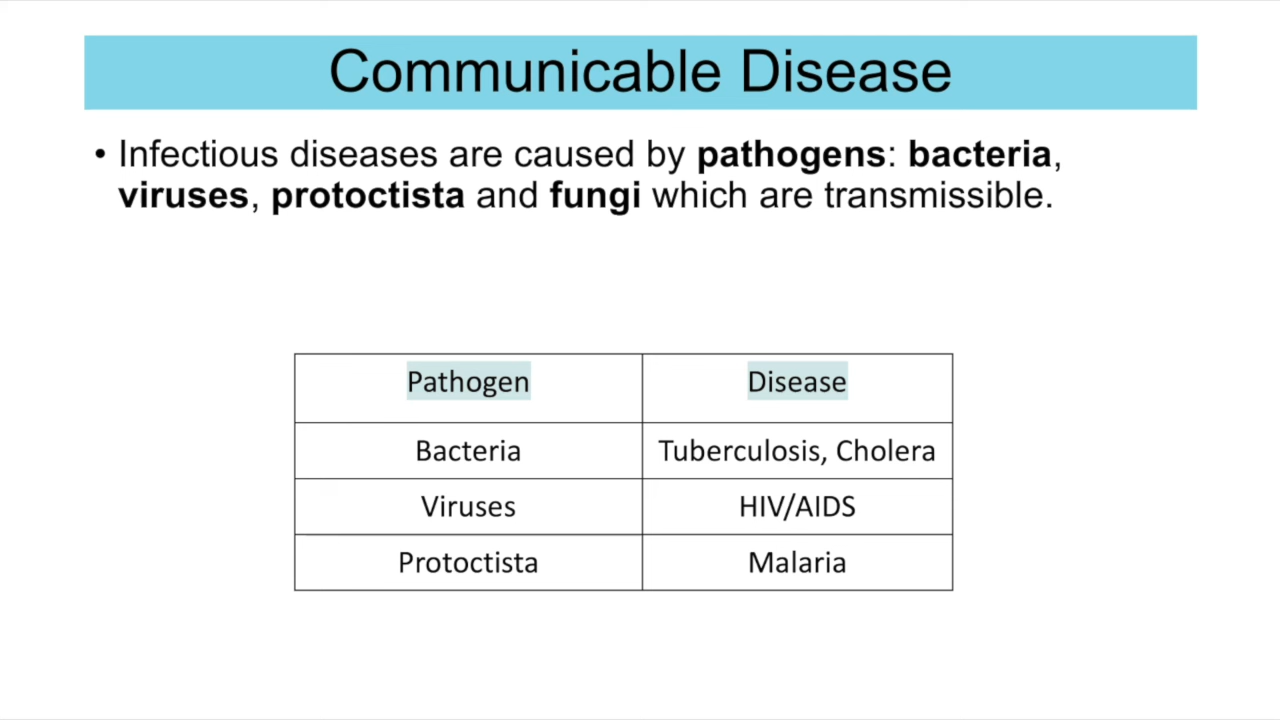 Communicable Disease
• Infectious diseases are caused by pathogens: bacteria,
viruses, protoctista and fungi which are transmissible.
Pathogen Disease
Bacteria Tuberculosis, Cholera
Viruses HIV/AIDS
Protoctista Malaria